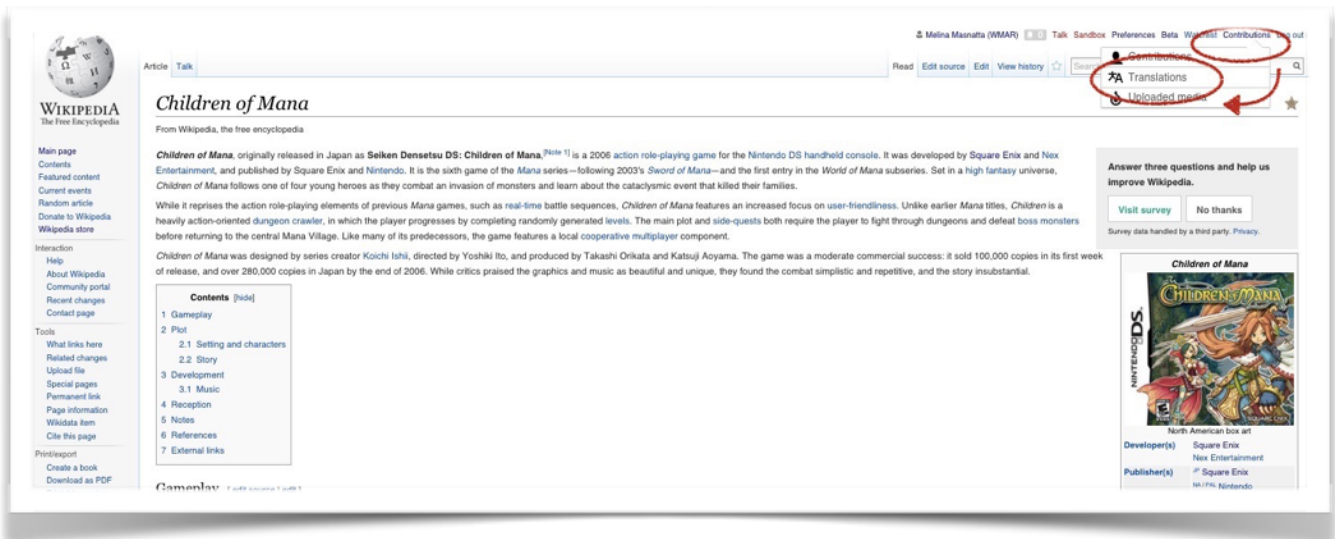 Melina Masnatta (WMAR) 0 Talk Sandbox Preferences Beta Watchlist Contributions Log out
Contributions
Translations
Uploaded media
Article Talk
Read Edit source Edit View history
WIKIPEDIA
The Free Encyclopedia
Main page
Contents
Featured content
Current events
Random article
Donate to Wikipedia
Wikipedia store
Interaction
Help
About Wikipedia
Community portal
Recent changes
Contact page
Tools
What links here
Related changes
Upload file
Special pages
Permanent link
Page information
Wikidata item
Cite this page
Print/export
Create a book
Download as PDF
Children of Mana
From Wikipedia, the free encyclopedia
Children of Mana, originally released in Japan as Seiken Densetsu DS: Children of Mana,[Note 1] is a 2006 action role-playing game for the Nintendo DS handheld console. It was developed by Square Enix and Nex
Entertainment, and published by Square Enix and Nintendo. It is the sixth game of the Mana series—following 2003's Sword of Mana—and the first entry in the World of Mana subseries. Set in a high fantasy universe,
Children of Mana follows one of four young heroes as they combat an invasion of monsters and learn about the cataclysmic event that killed their families.
While it reprises the action role-playing elements of previous Mana games, such as real-time battle sequences, Children of Mana features an increased focus on user-friendliness. Unlike earlier Mana titles, Children is a
heavily action-oriented dungeon crawler, in which the player progresses by completing randomly generated levels. The main plot and side-quests both require the player to fight through dungeons and defeat boss monsters
before returning to the central Mana Village. Like many of its predecessors, the game features a local cooperative multiplayer component.
Children of Mana was designed by series creator Koichi Ishii, directed by Yoshiki Ito, and produced by Takashi Orikata and Katsuji Aoyama. The game was a moderate commercial success: it sold 100,000 copies in its first week
of release, and over 280,000 copies in Japan by the end of 2006. While critics praised the graphics and music as beautiful and unique, they found the combat simplistic and repetitive, and the story insubstantial.
Contents [hide]
1 Gameplay
2 Plot
2.1 Setting and characters
2.2 Story
3 Development
3.1 Music
4 Reception
5 Notes
6 References
7 External links
Gameplay [ edit source | edit ]
Answer three questions and help us
improve Wikipedia.
Visit survey No thanks
Survey data handled by a third party. Privacy.
Children of Mana
NINTENDO DS
CHILDREN of MANA
SQUARE ENIX
North American box art
Developer(s) Square Enix
Nex Entertainment
Publisher(s) JP Square Enix
NA / PAL Nintendo